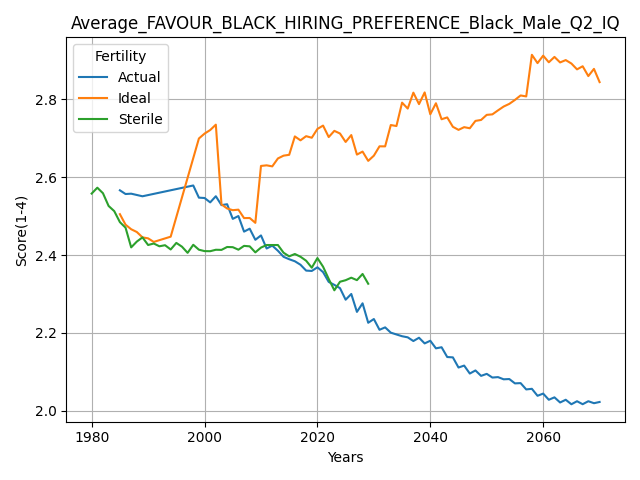 Average_FAVOUR_BLACK_HIRING_PREFERENCE_Black_Male_Q2_IQ
Fertility
Actual
Ideal
Sterile
Score(1-4)
2.8
2.6
2.4
2.2
2.0
1980
2000
2020
2040
2060
Years